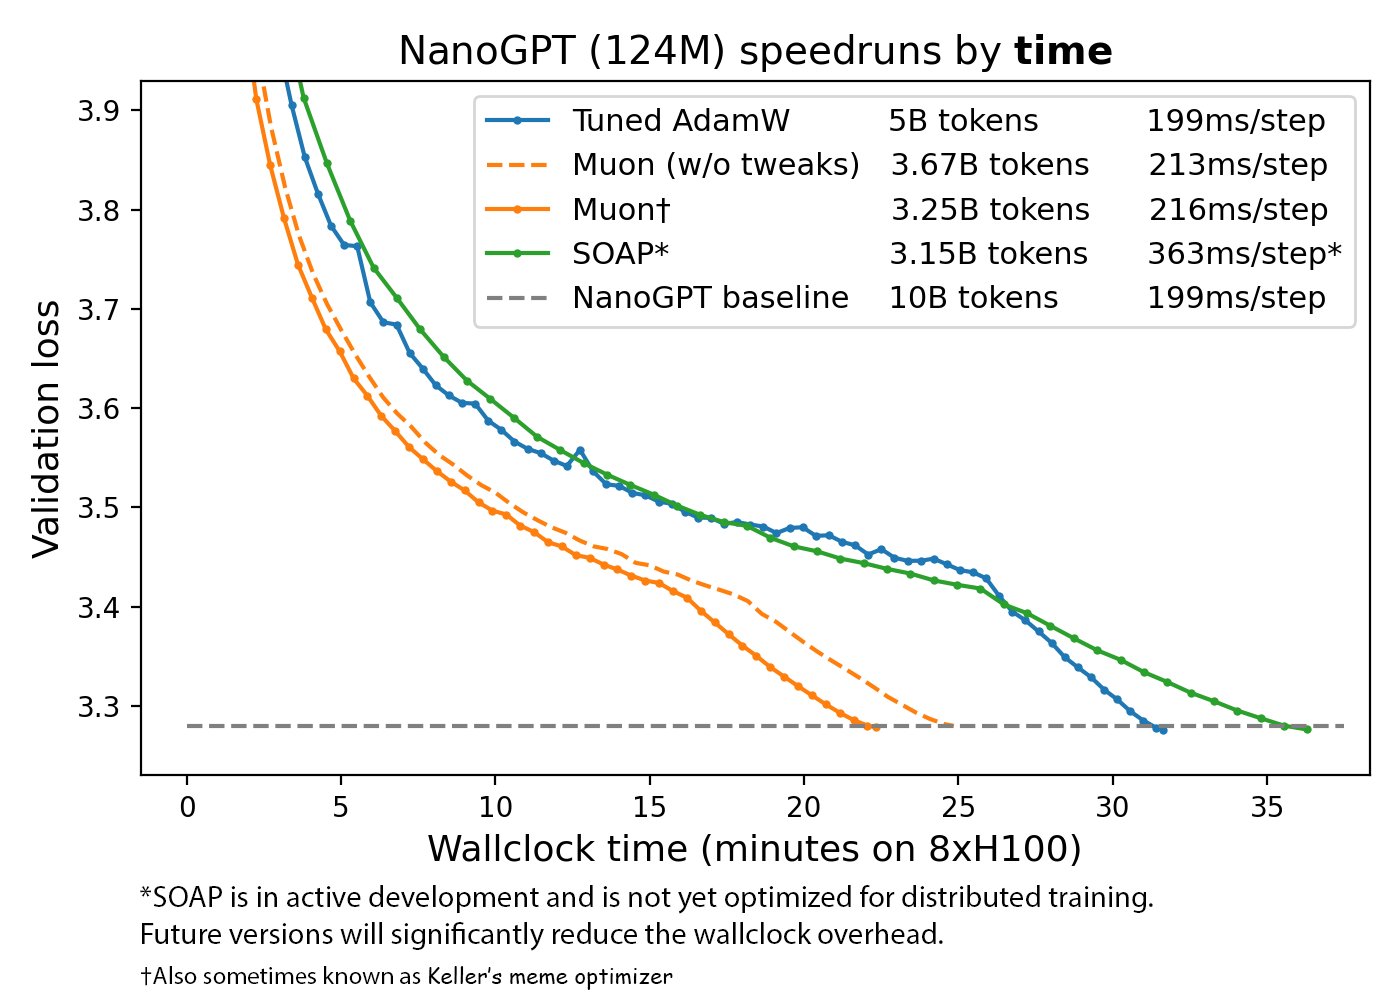 NanoGPT (124M) speedruns by time
Tuned AdamW 5B tokens 199ms/step
Muon (w/o tweaks) 3.67B tokens 213ms/step
Muon† 3.25B tokens 216ms/step
SOAP* 3.15B tokens 363ms/step*
NanoGPT baseline 10B tokens 199ms/step
Validation loss
3.9
3.8
3.7
3.6
3.5
3.4
3.3
0 5 10 15 20 25 30 35
Wallclock time (minutes on 8xH100)
*SOAP is in active development and is not yet optimized for distributed training.
Future versions will significantly reduce the wallclock overhead.
†Also sometimes known as Keller's meme optimizer